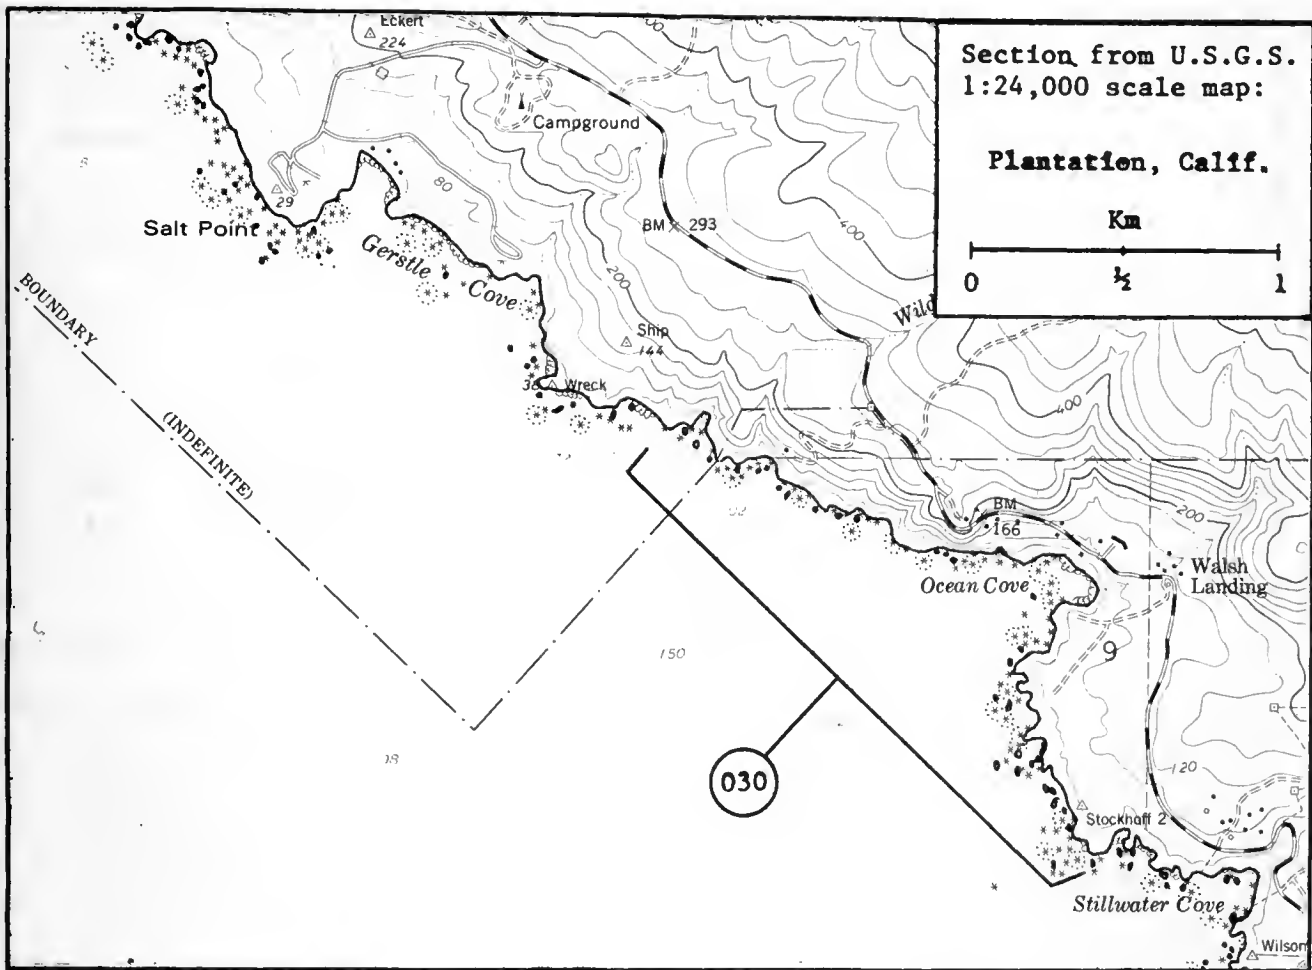 Section from U.S.G.S.
1:24,000 scale map:
Plantation, Calif.
Km
0 ½ 1
Eckert
224
Campground
80
29
Salt Point
BM 293
400
200
Gerstle
Cove
Ship
144
Wild
BOUNDARY
(INDEFINITE)
Wreck
400
BM
166
200
Walsh
Landing
Ocean Cove
9
150
030
120
Stockhoff 2
Stillwater Cove
Wilson